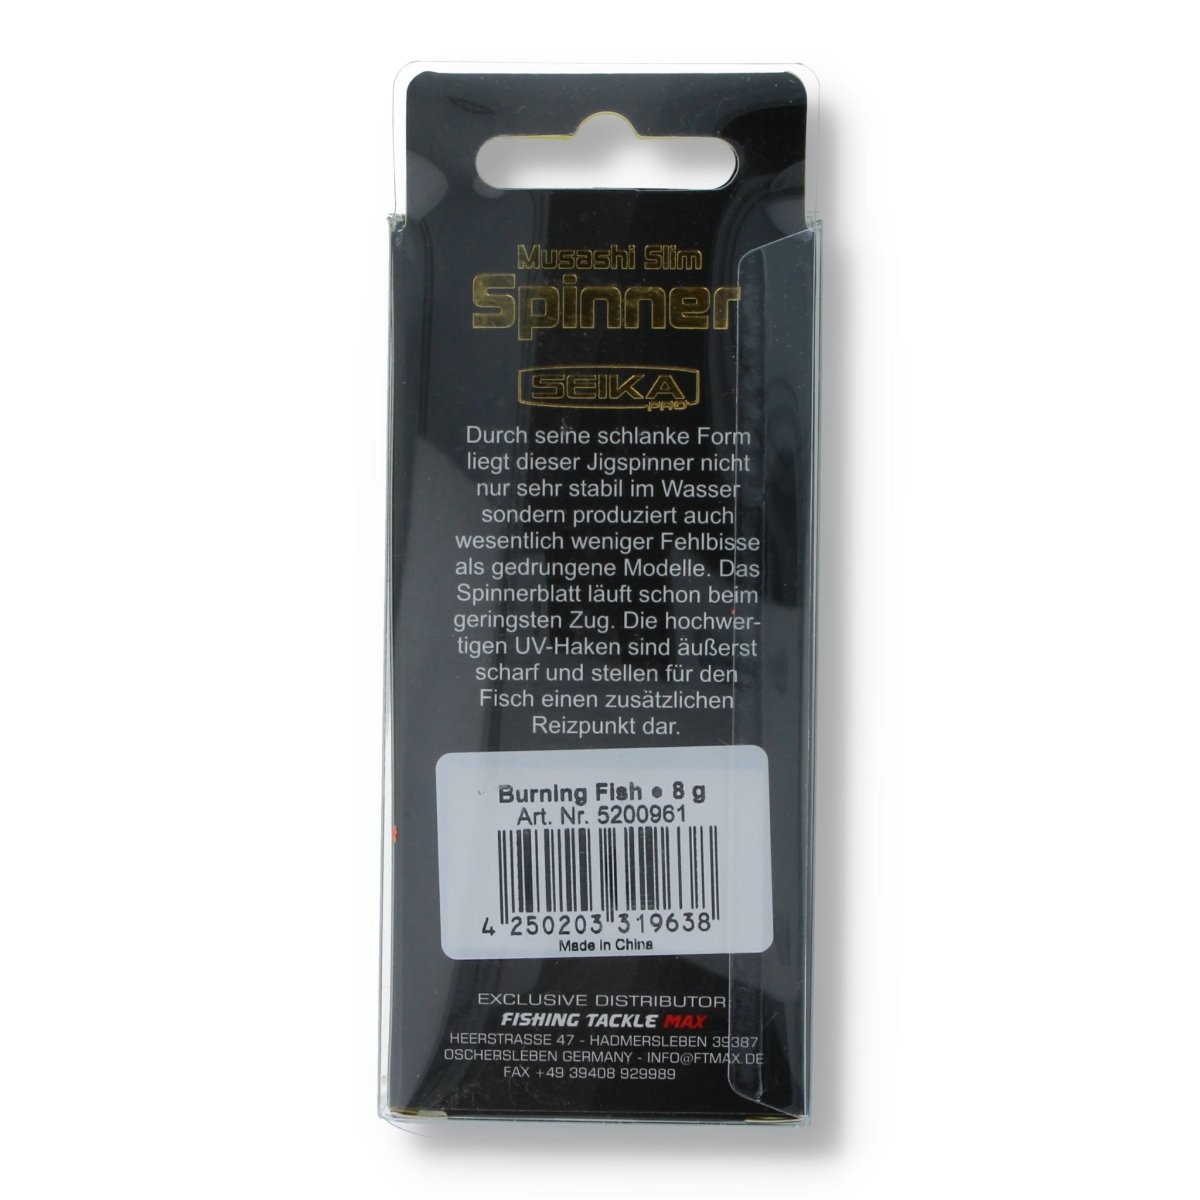 Musashi Slim
Spinner
SEIKA
PRO
Durch seine schlanke Form
liegt dieser Jigspinner nicht
nur sehr stabil im Wasser
sondern produziert auch
wesentlich weniger Fehlbisse
als gedrungene Modelle. Das
Spinnerblatt läuft schon beim
geringsten Zug. Die hochwer-
tigen UV-Haken sind äußerst
scharf und stellen für den
Fisch einen zusätzlichen
Reizpunkt dar.
Burning Fish • 8 g
Art. Nr. 5200961
4 250203 319638
Made in China
EXCLUSIVE DISTRIBUTOR:
FISHING TACKLE MAX
HEERSTRASSE 47 - HADMERSLEBEN 39387
OSCHERSLEBEN GERMANY - INFO@FTMAX.DE
FAX +49 39408 929989